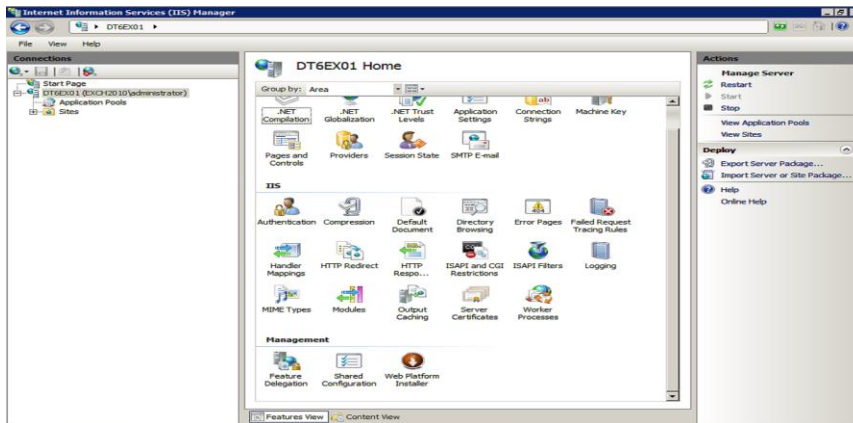 Internet Information Services (IIS) Manager
DT6EX01
File View Help
Connections
Start Page
DT6EX01 (EXCH2010\administrator)
Application Pools
Sites
DT6EX01 Home
Group by: Area
.NET Compilation
.NET Globalization
.NET Trust Levels
Application Settings
Connection Strings
Machine Key
Pages and Controls
Providers
Session State
SMTP E-mail
IIS
Authentication
Compression
Default Document
Directory Browsing
Error Pages
Failed Request Tracing Rules
Handler Mappings
HTTP Redirect
HTTP Respo...
ISAPI and CGI Restrictions
ISAPI Filters
Logging
MIME Types
Modules
Output Caching
Server Certificates
Worker Processes
Management
Feature Delegation
Shared Configuration
Web Platform Installer
Features View
Content View
Actions
Manage Server
Restart
Start
Stop
View Application Pools
View Sites
Deploy
Export Server Package...
Import Server or Site Package...
Help
Online Help